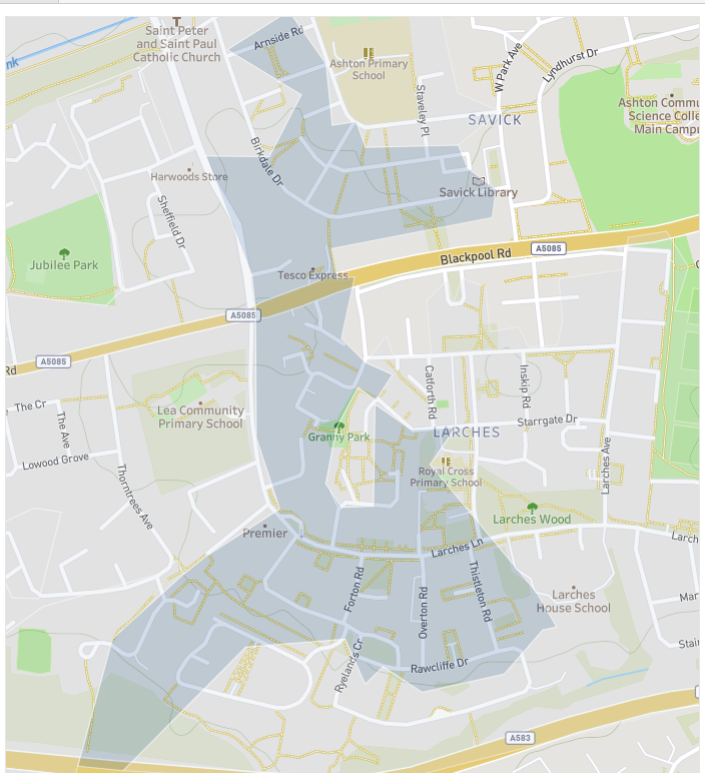 Saint Peter
and Saint Paul
Catholic Church
Arnside Rd
Ashton Primary
School
W Park Ave
Lyndhurst Dr
nk
Staveley Pl
SAVICK
Ashton Commu
Science Colle
Main Campu
Birkdale Dr
Harwoods Store
Savick Library
Sheffield Dr
Jubilee Park
Blackpool Rd
A5085
Tesco Express
A5085
A5085
Rd
The Cr
The Ave
Lea Community
Primary School
Catforth Rd
Inskip Rd
Starrgate Dr
Granny Park
LARCHES
Larches Ave
Lowood Grove
Thorntrees Ave
Royal Cross
Primary School
Larches Wood
Premier
Larches Ln
Larch
Forton Rd
Overton Rd
Thistleton Rd
Larches
House School
Mar
Stai
Ryelands Cr
Rawcliffe Dr
A583